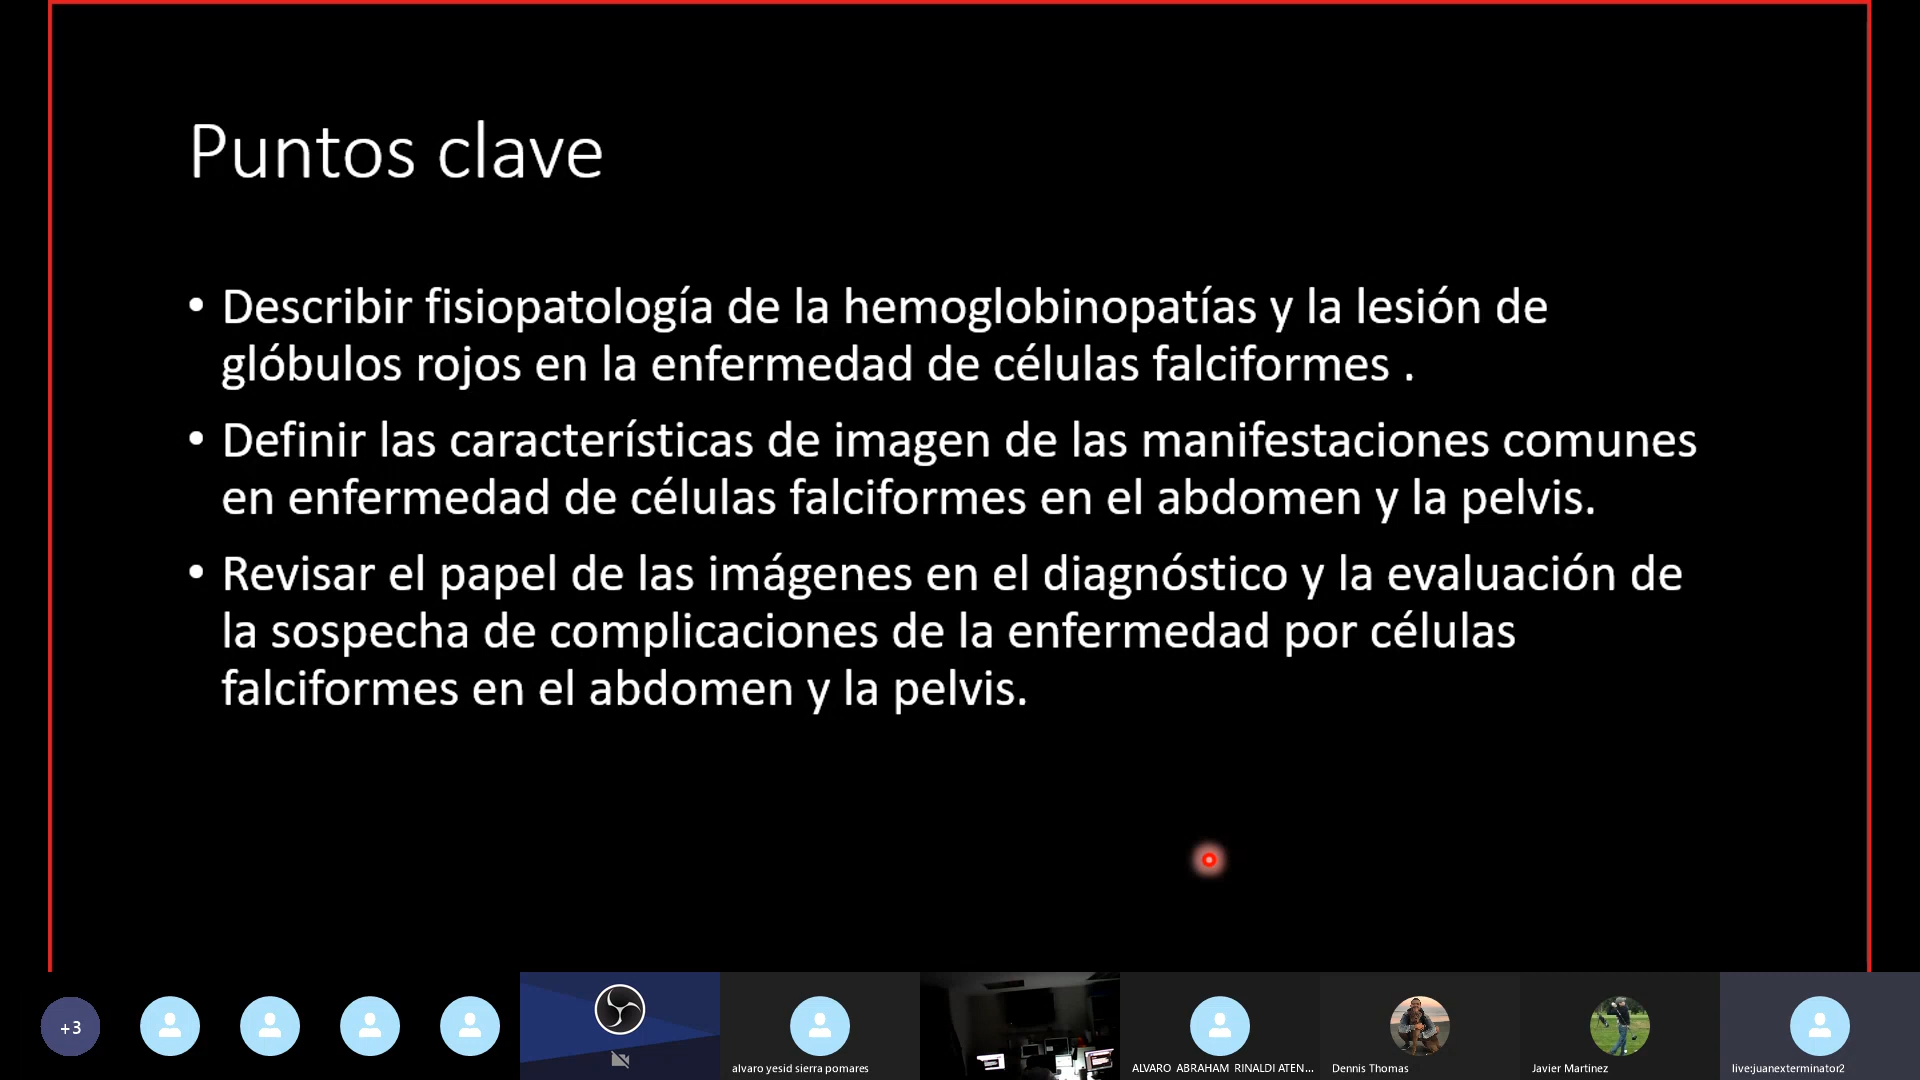 Puntos clave
• Describir fisiopatología de la hemoglobinopatías y la lesión de
glóbulos rojos en la enfermedad de células falciformes .
• Definir las características de imagen de las manifestaciones comunes
en enfermedad de células falciformes en el abdomen y la pelvis.
• Revisar el papel de las imágenes en el diagnóstico y la evaluación de
la sospecha de complicaciones de la enfermedad por células
falciformes en el abdomen y la pelvis.
+3
alvaro yesid sierra pomares
ALVARO ABRAHAM RINALDI ATEN...
Dennis Thomas
Javier Martinez
live:juanexterminator2